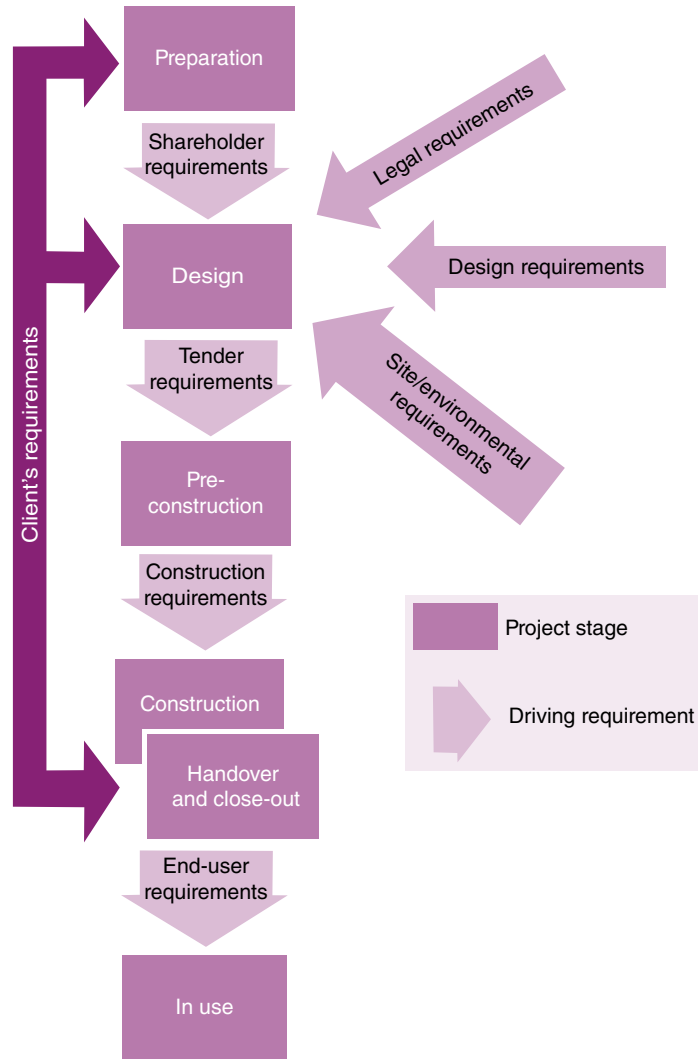 Preparation
Shareholder
requirements
Legal requirements
Design
Design requirements
Tender
requirements
Site/environmental
requirements
Client's requirements
Pre-
construction
Construction
requirements
Project stage
Construction
Driving requirement
Handover
and close-out
End-user
requirements
In use